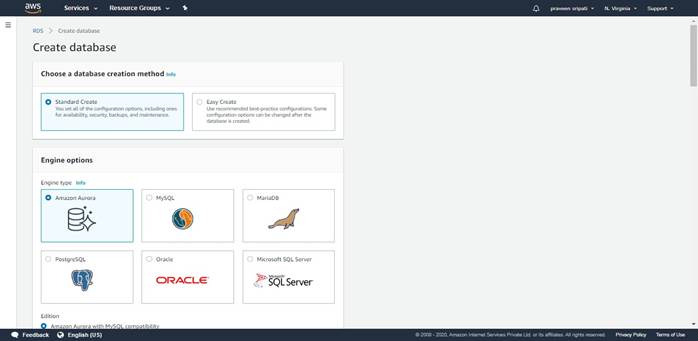 aws
Services
Resource Groups
praveen sripati
N. Virginia
Support
RDS > Create database
Create database
Choose a database creation method Info
Standard Create
You set all of the configuration options, including ones
for availability, security, backups, and maintenance.
Easy Create
Use recommended best-practice configurations. Some
configuration options can be changed after the
database is created.
Engine options
Engine type Info
Amazon Aurora
MySQL
MariaDB
PostgreSQL
Oracle
Microsoft SQL Server
ORACLE
Microsoft
SQL Server
Edition
Amazon Aurora with MySQL compatibility
Feedback
English (US)
© 2008 - 2020, Amazon Internet Services Private Ltd. or its affiliates. All rights reserved.
Privacy Policy
Terms of Use